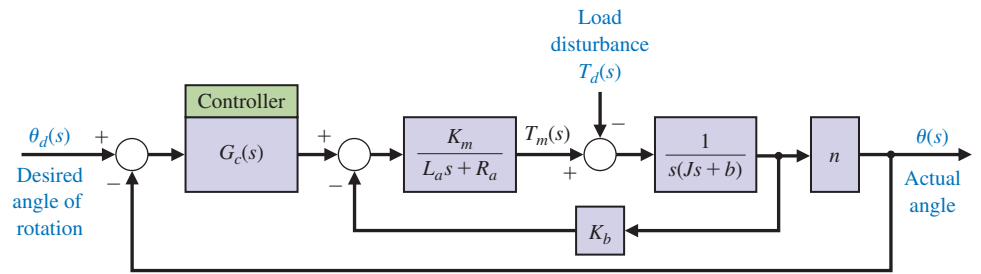 Load
disturbance
T_d(s)
Controller
θ_d(s)
+
G_c(s)
+
K_m
L_a s + R_a
T_m(s)
−
+
1
s(Js + b)
n
θ(s)
Desired
angle of
rotation
−
−
K_b
Actual
angle